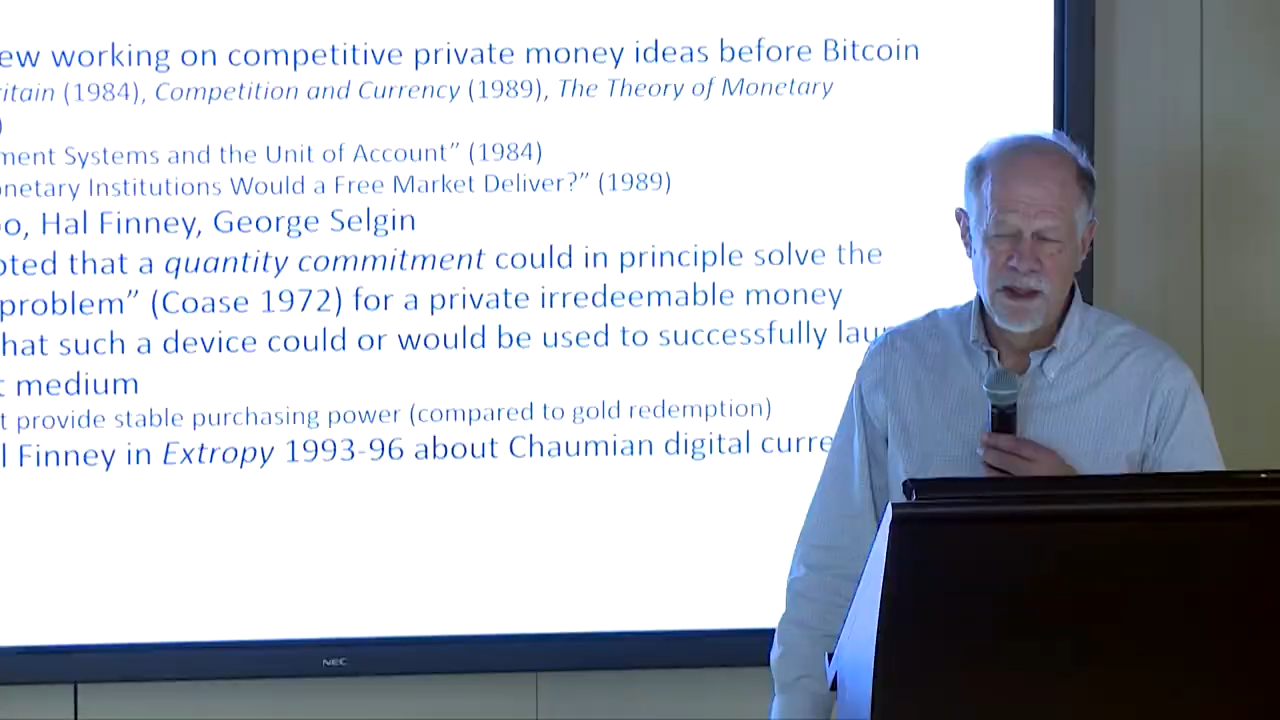 ew working on competitive private money ideas before Bitcoin
itain (1984), Competition and Currency (1989), The Theory of Monetary
)
ment Systems and the Unit of Account” (1984)
onetary Institutions Would a Free Market Deliver?” (1989)
o, Hal Finney, George Selgin
oted that a quantity commitment could in principle solve the
problem” (Coase 1972) for a private irredeemable money
hat such a device could or would be used to successfully lau
t medium
t provide stable purchasing power (compared to gold redemption)
l Finney in Extropy 1993-96 about Chaumian digital curre
NEC